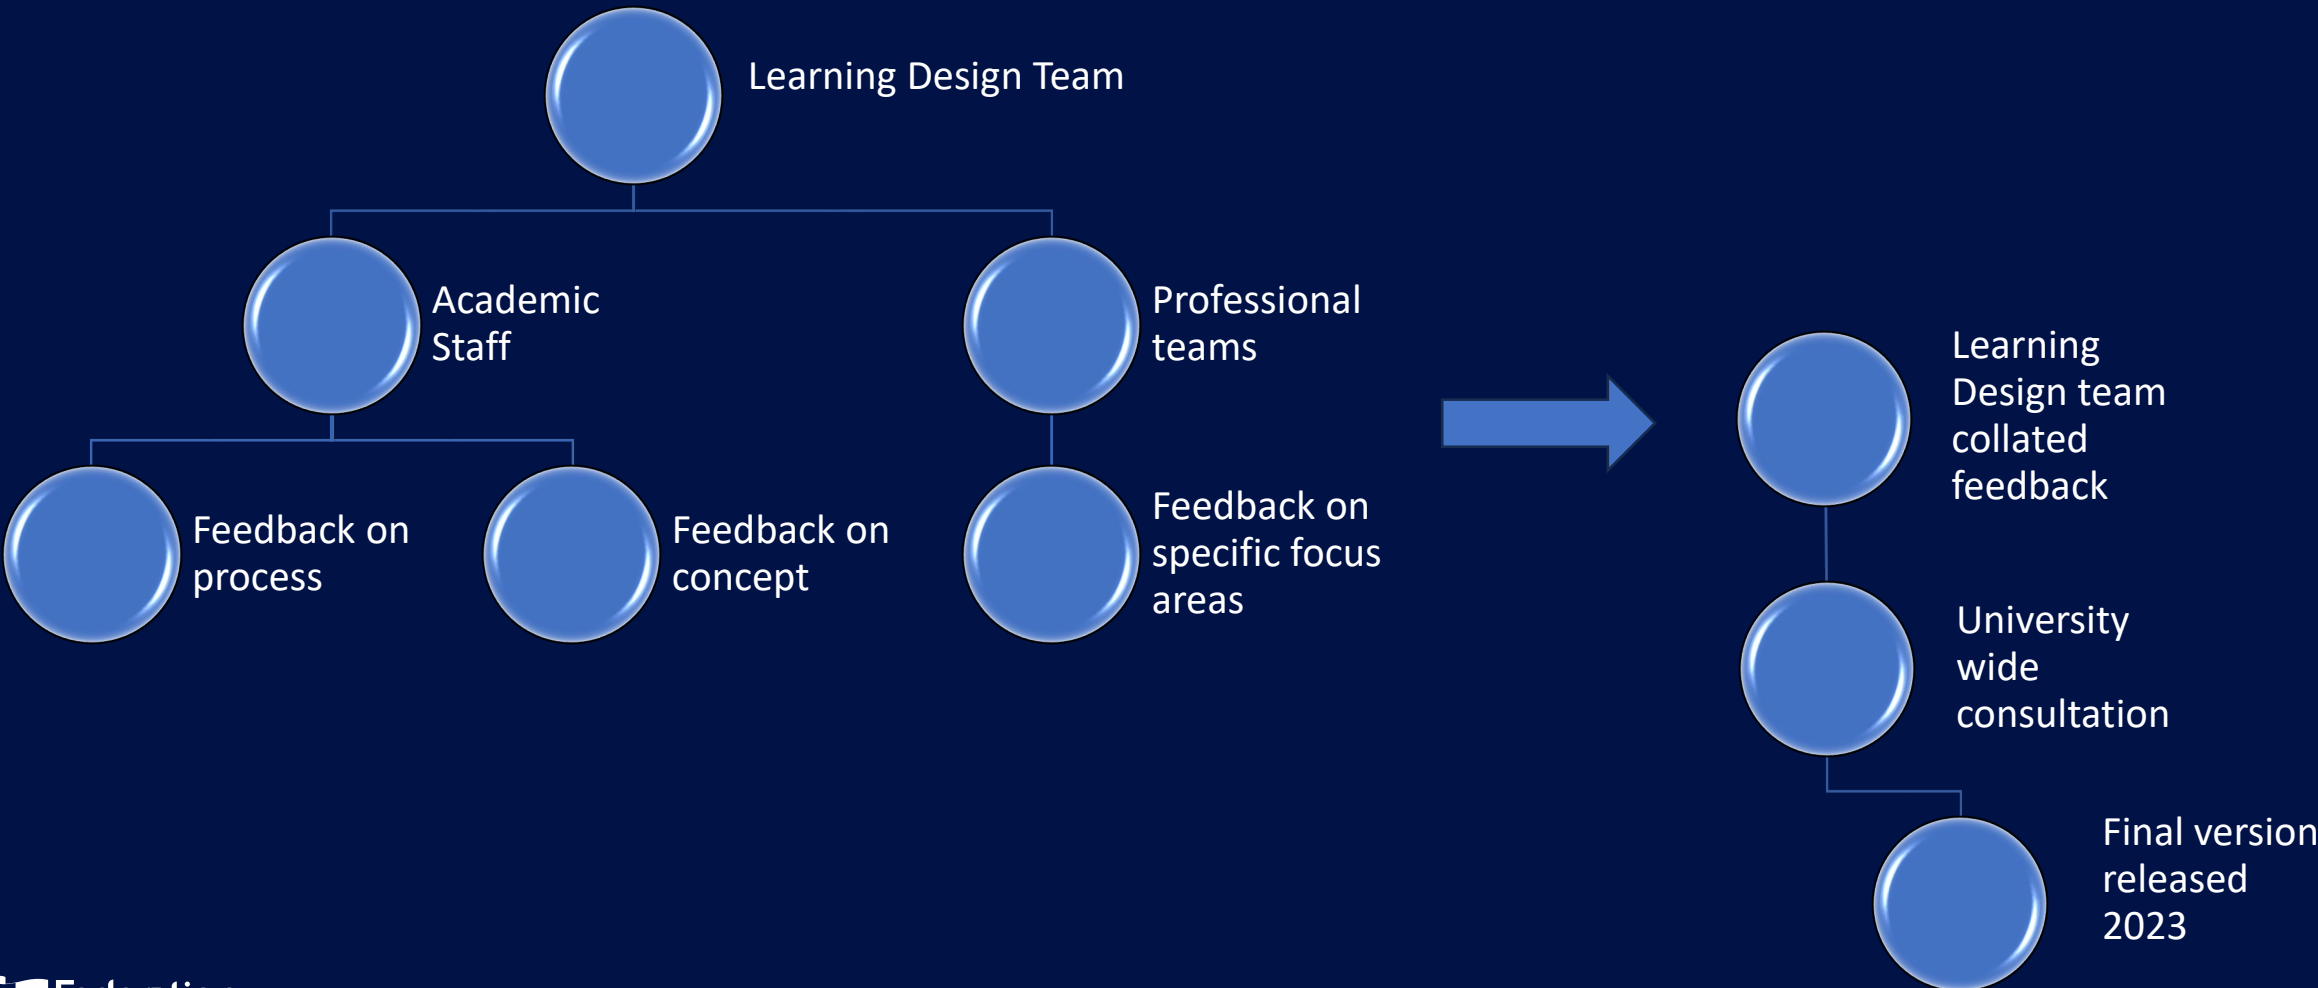 Learning Design Team
Academic
Staff
Professional
teams
Feedback on
process
Feedback on
concept
Feedback on
specific focus
areas
Learning
Design team
collated
feedback
University
wide
consultation
Final version
released
2023